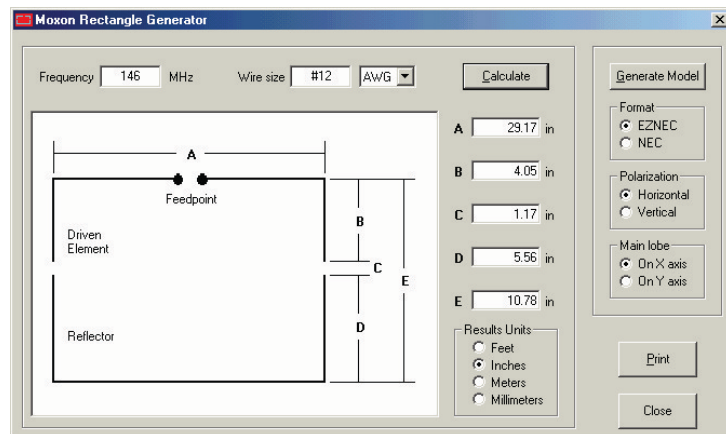 Moxon Rectangle Generator
Frequency 146 MHz Wire size #12 AWG Calculate
A
Feedpoint
Driven
Element
B
C
E
D
Reflector
A 29.17 in
B 4.05 in
C 1.17 in
D 5.56 in
E 10.78 in
Results Units
Feet
Inches
Meters
Millimeters
Generate Model
Format
EZNEC
NEC
Polarization
Horizontal
Vertical
Main lobe
On X axis
On Y axis
Print
Close